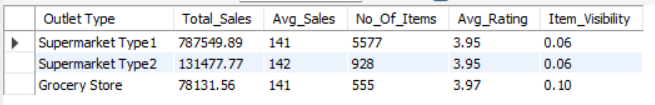 Outlet Type Total_Sales Avg_Sales No_Of_Items Avg_Rating Item_Visibility
Supermarket Type1 787549.89 141 5577 3.95 0.06
Supermarket Type2 131477.77 142 928 3.95 0.06
Grocery Store 78131.56 141 555 3.97 0.10